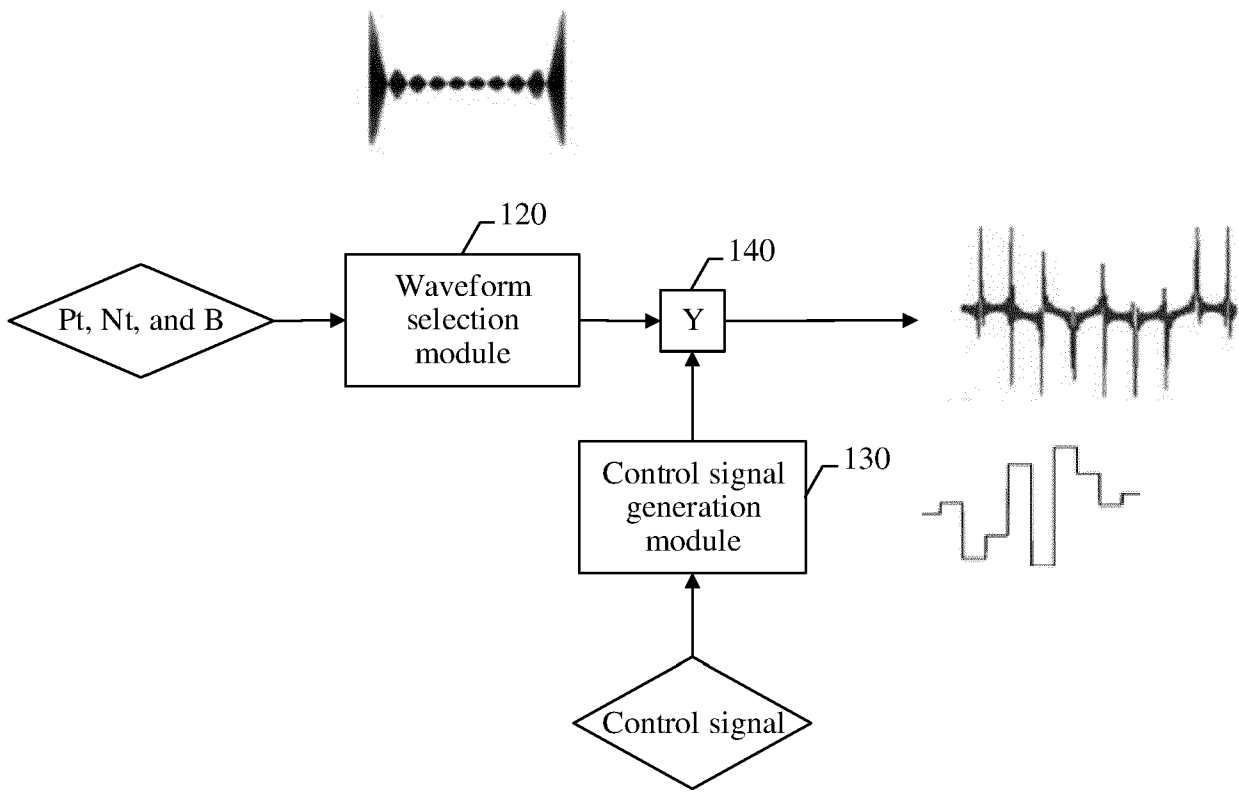 120
140
Pt, Nt, and B
Waveform
selection
module
Y
130
Control signal
generation
module
Control signal